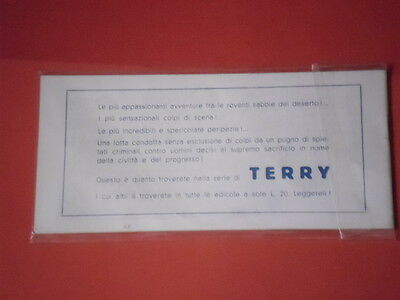 Le più appassionanti avventure fra le roventi sabbie del deserto!...
I più sensazionali colpi di scena!...
Le più incredibili e spericolate peripezie!...
Una lotta condotta senza esclusione di colpi da un pugno di spie-
tati criminali contro uomini decisi al supremo sacrificio in nome
della civiltà e del progresso!
Questo è quanto troverete nella serie di TERRY
i cui albi li troverete in tutte le edicole a sole L. 20. Leggeteli!